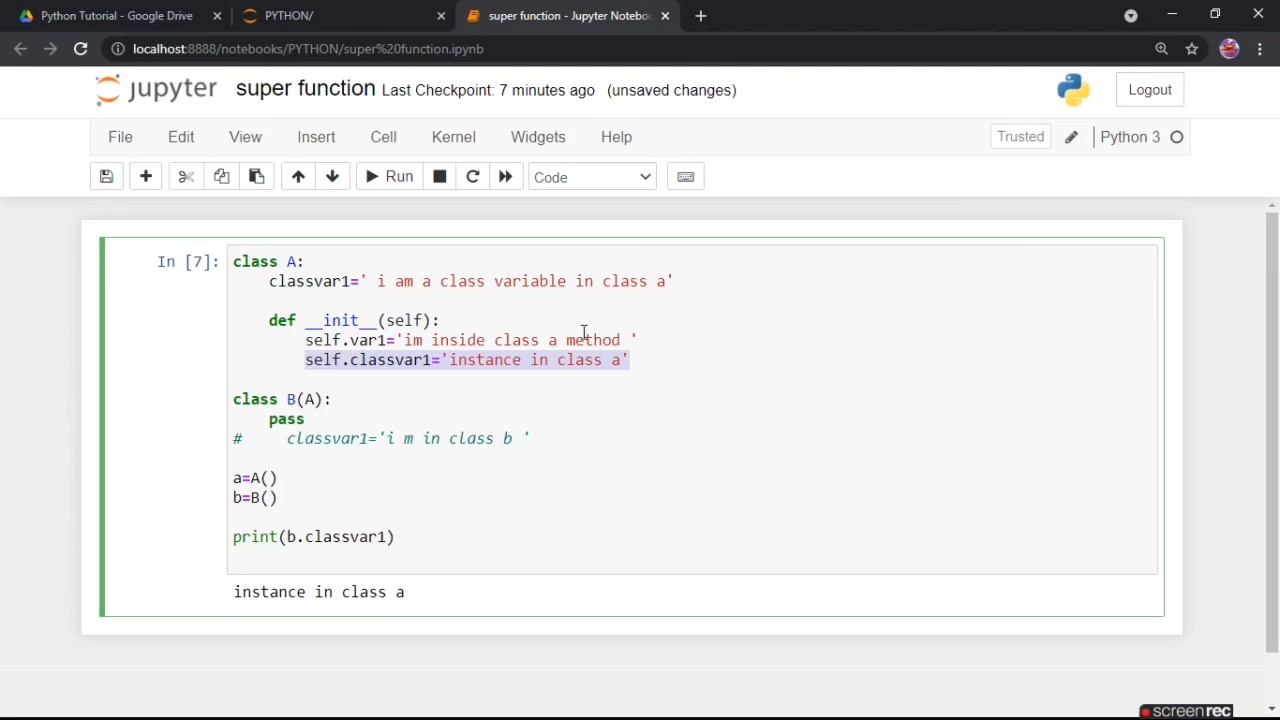 Python Tutorial - Google Drive
PYTHON/
super function - Jupyter Notebo
localhost:8888/notebooks/PYTHON/super%20function.ipynb
jupyter super function Last Checkpoint: 7 minutes ago (unsaved changes)
Logout
File Edit View Insert Cell Kernel Widgets Help
Trusted Python 3
Run Code
In [7]: class A:
classvar1=' i am a class variable in class a'
def __init__(self):
self.var1='im inside class a method '
self.classvar1='instance in class a'
class B(A):
pass
# classvar1='i m in class b '
a=A()
b=B()
print(b.classvar1)
instance in class a
screenrec